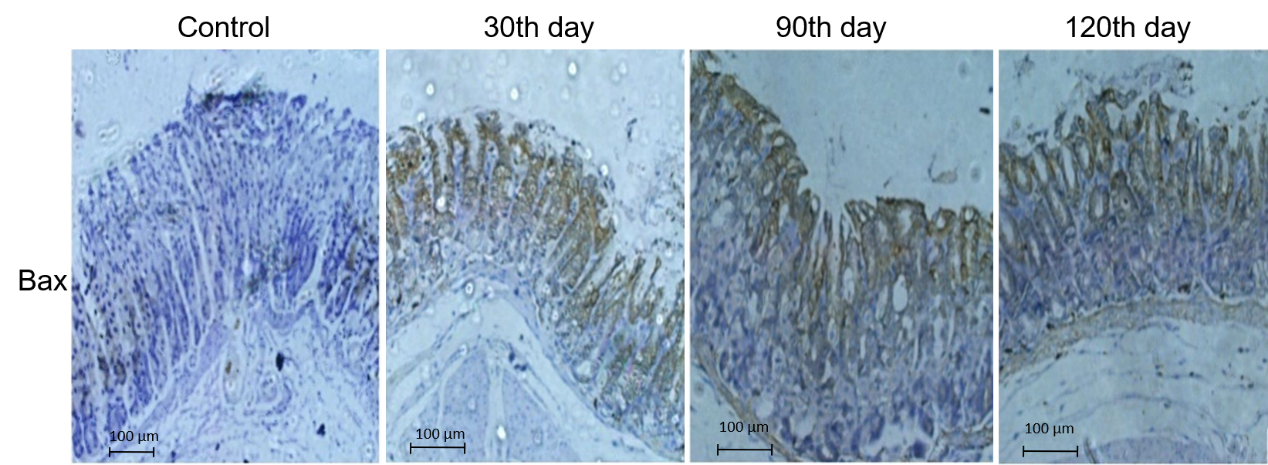 Control
30th day
90th day
120th day
Bax
100 µm
100 µm
100 µm
100 µm